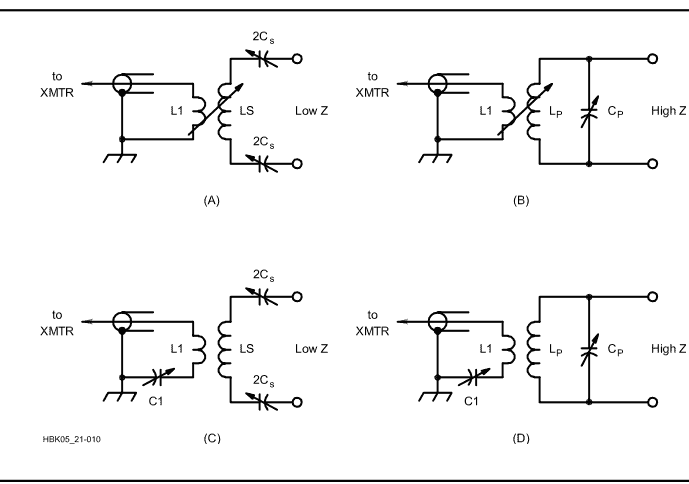 2Cs
to
XMTR
L1
LS
Low Z
2Cs
(A)
to
XMTR
L1
LP
CP
High Z
(B)
2Cs
to
XMTR
L1
LS
Low Z
C1
2Cs
(C)
to
XMTR
L1
LP
CP
High Z
C1
(D)
HBK05_21-010